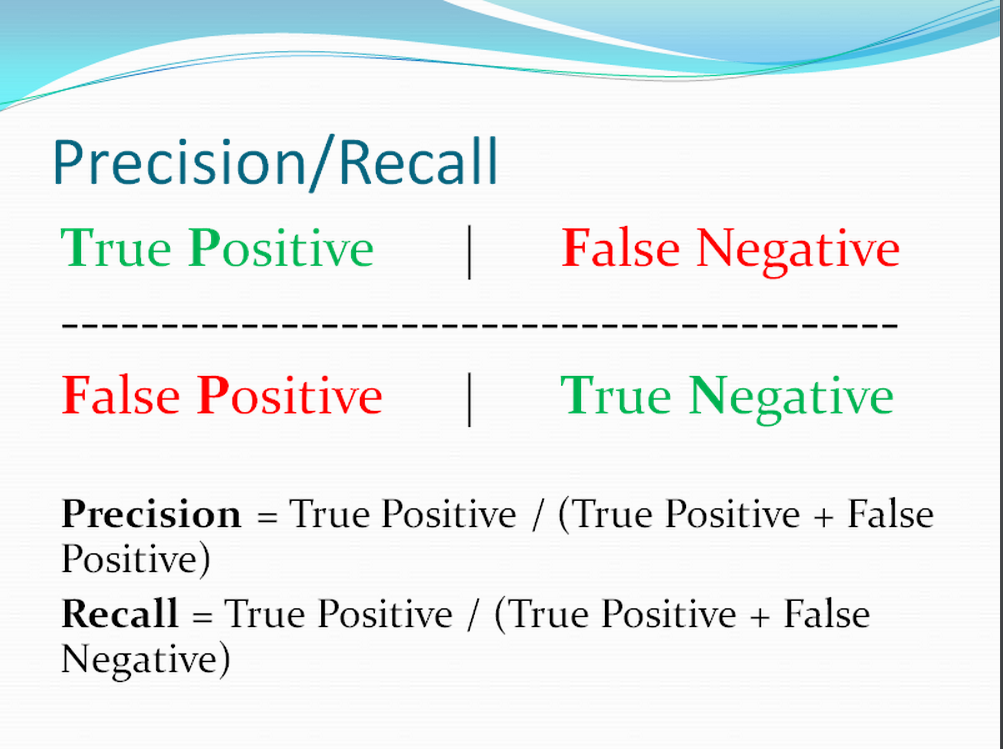 Precision/Recall
True Positive | False Negative
-------------------------------------------
False Positive | True Negative
Precision = True Positive / (True Positive + False
Positive)
Recall = True Positive / (True Positive + False
Negative)